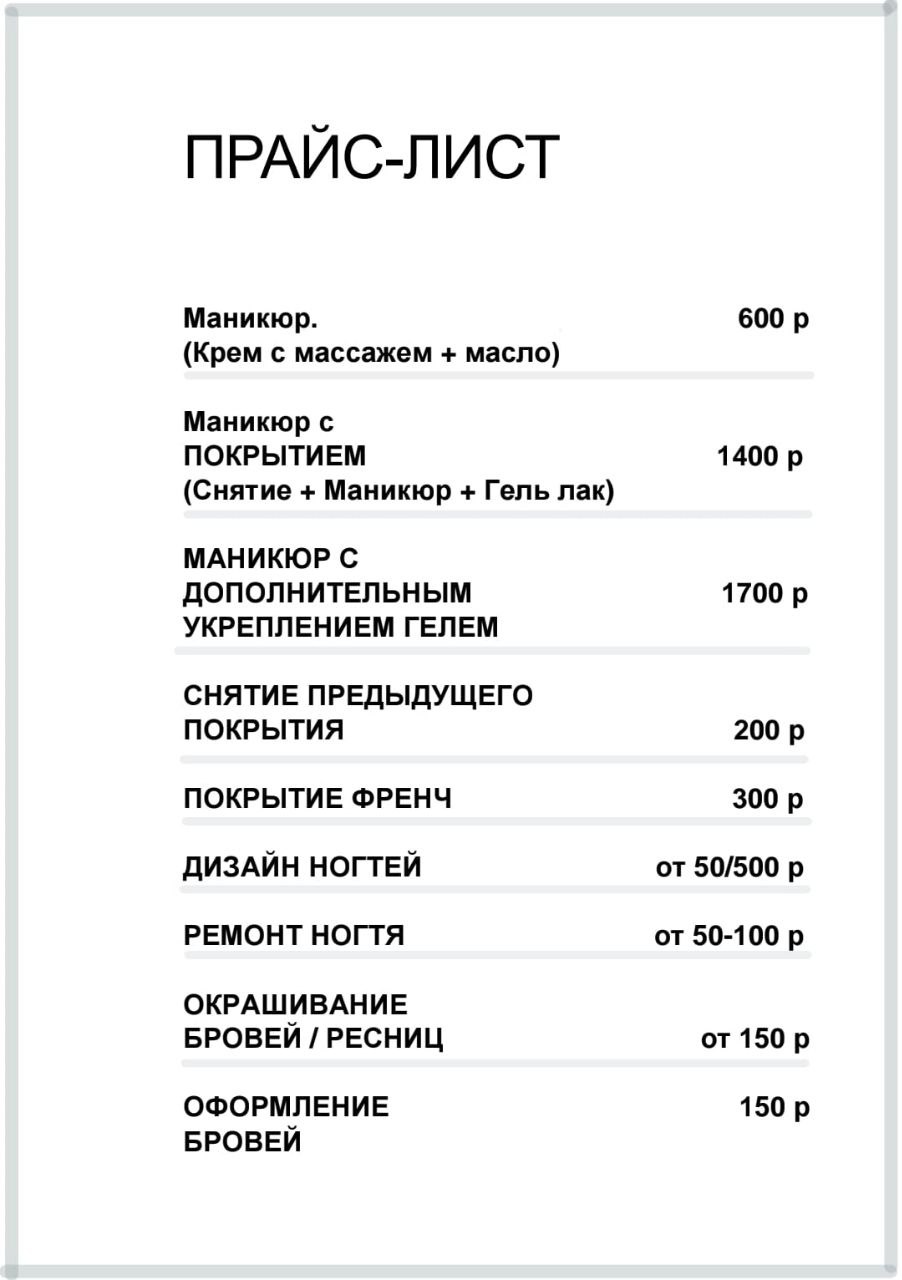 ПРАЙС-ЛИСТ
Маникюр. 600 р
(Крем с массажем + масло)
Маникюр с
ПОКРЫТИЕМ 1400 р
(Снятие + Маникюр + Гель лак)
МАНИКЮР С
ДОПОЛНИТЕЛЬНЫМ 1700 р
УКРЕПЛЕНИЕМ ГЕЛЕМ
СНЯТИЕ ПРЕДЫДУЩЕГО
ПОКРЫТИЯ 200 р
ПОКРЫТИЕ ФРЕНЧ 300 р
ДИЗАЙН НОГТЕЙ от 50/500 р
РЕМОНТ НОГТЯ от 50-100 р
ОКРАШИВАНИЕ
БРОВЕЙ / РЕСНИЦ от 150 р
ОФОРМЛЕНИЕ 150 р
БРОВЕЙ